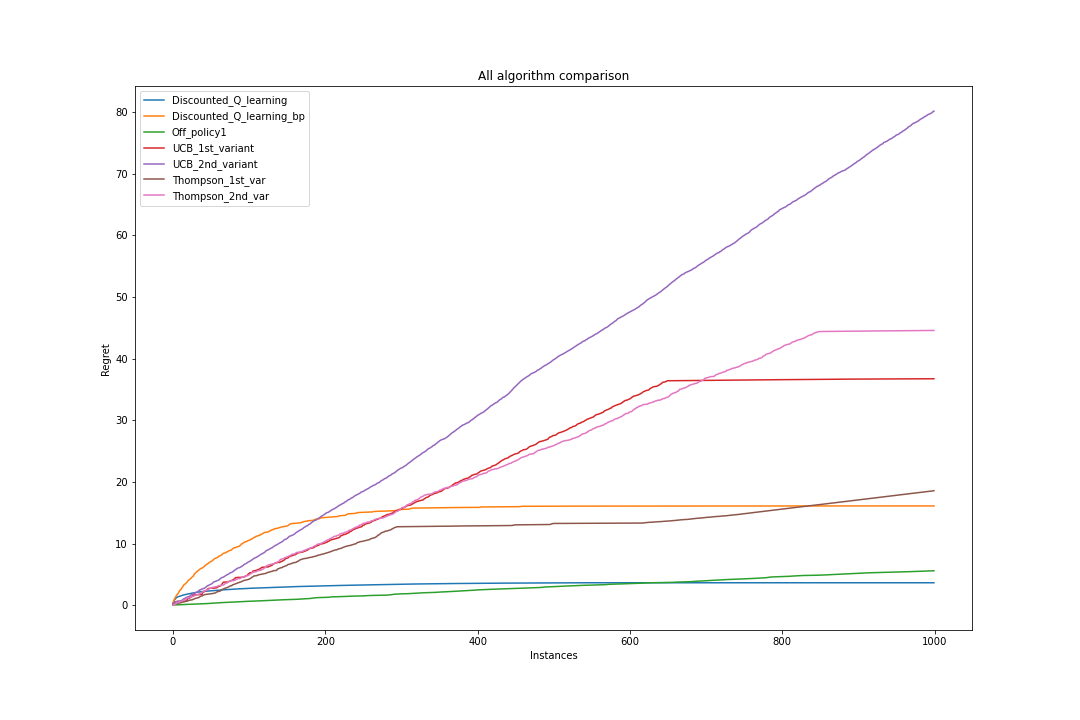 All algorithm comparison
Discounted_Q_learning
Discounted_Q_learning_bp
Off_policy1
UCB_1st_variant
UCB_2nd_variant
Thompson_1st_var
Thompson_2nd_var
80
70
60
50
40
30
20
10
0
Regret
0 200 400 600 800 1000
Instances